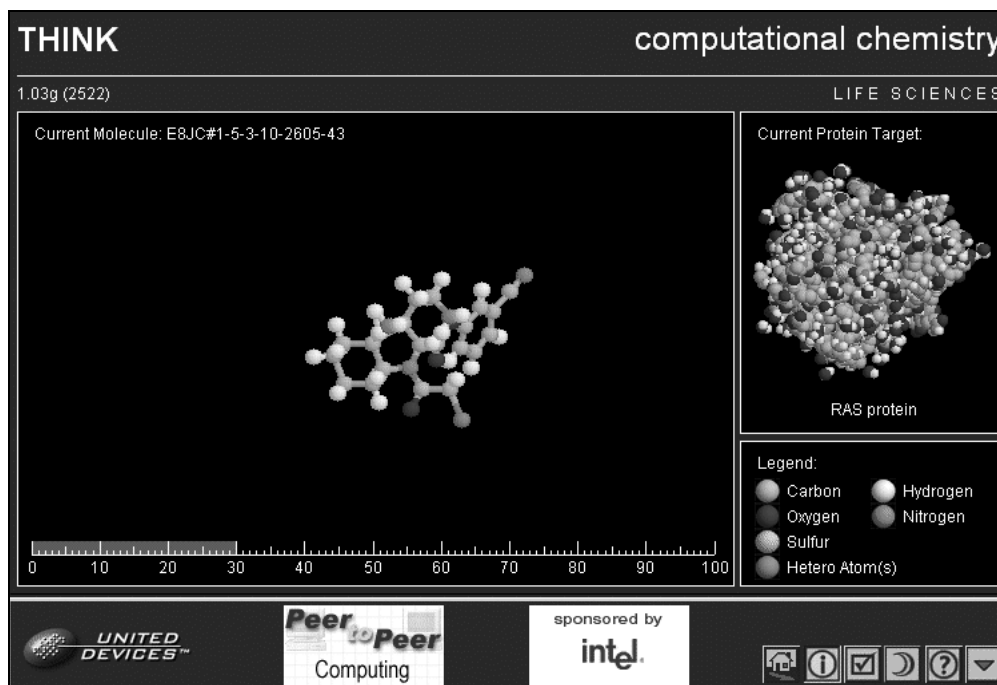 THINK
computational chemistry
1.03g (2522)
LIFE SCIENCES
Current Molecule: E8JC#1-5-3-10-2605-43
Current Protein Target:
RAS protein
Legend:
Carbon
Hydrogen
Oxygen
Nitrogen
Sulfur
Hetero Atom(s)
0 10 20 30 40 50 60 70 80 90 100
UNITED
DEVICES™
Peer
to Peer
Computing
sponsored by
intel.